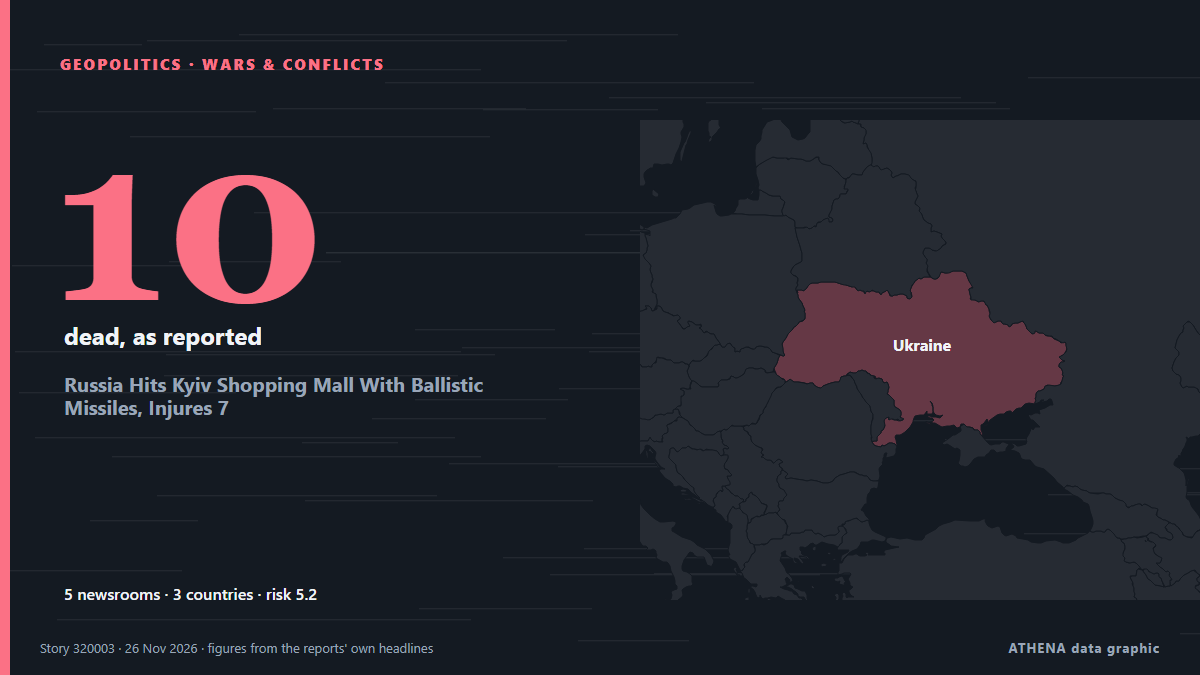 GEOPOLITICS · WARS & CONFLICTS
10
dead, as reported
Russia Hits Kyiv Shopping Mall With Ballistic
Missiles, Injures 7
Ukraine
5 newsrooms · 3 countries · risk 5.2
Story 320003 · 26 Nov 2026 · figures from the reports' own headlines
ATHENA data graphic